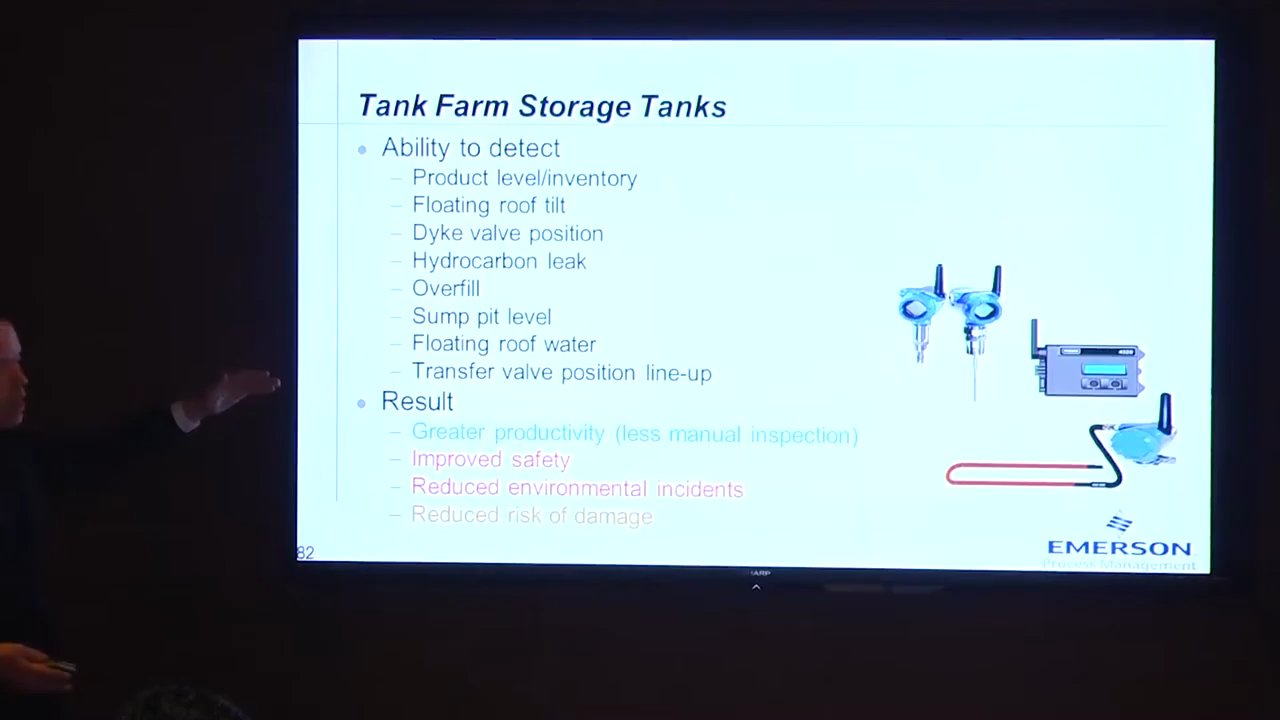 Tank Farm Storage Tanks
Ability to detect
– Product level/inventory
– Floating roof tilt
– Dyke valve position
– Hydrocarbon leak
– Overfill
– Sump pit level
– Floating roof water
– Transfer valve position line-up
Result
– Greater productivity (less manual inspection)
– Improved safety
– Reduced environmental incidents
– Reduced risk of damage
82
EMERSON
Process Management